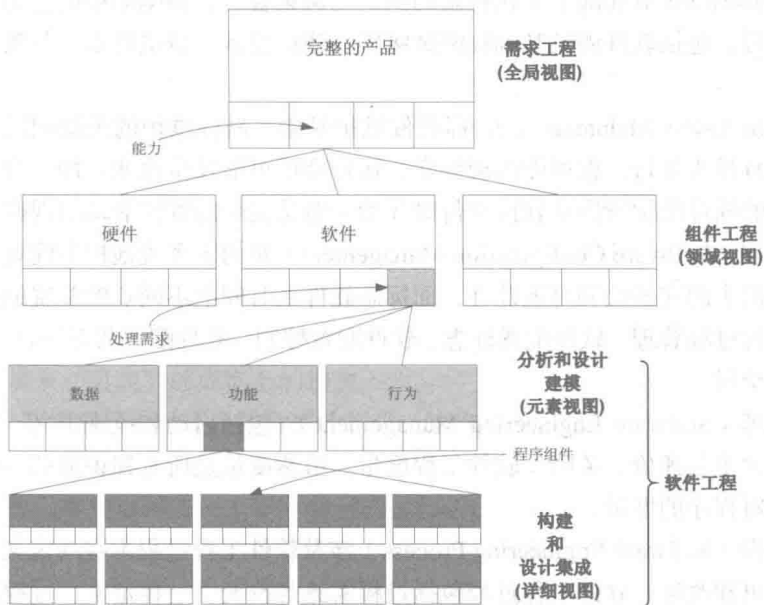 完整的产品
需求工程
(全局视图)
能力
硬件
软件
组件工程
(领域视图)
处理需求
数据
功能
行为
分析和设计
建模
(元素视图)
程序组件
软件工程
构建
和
设计集成
(详细视图)